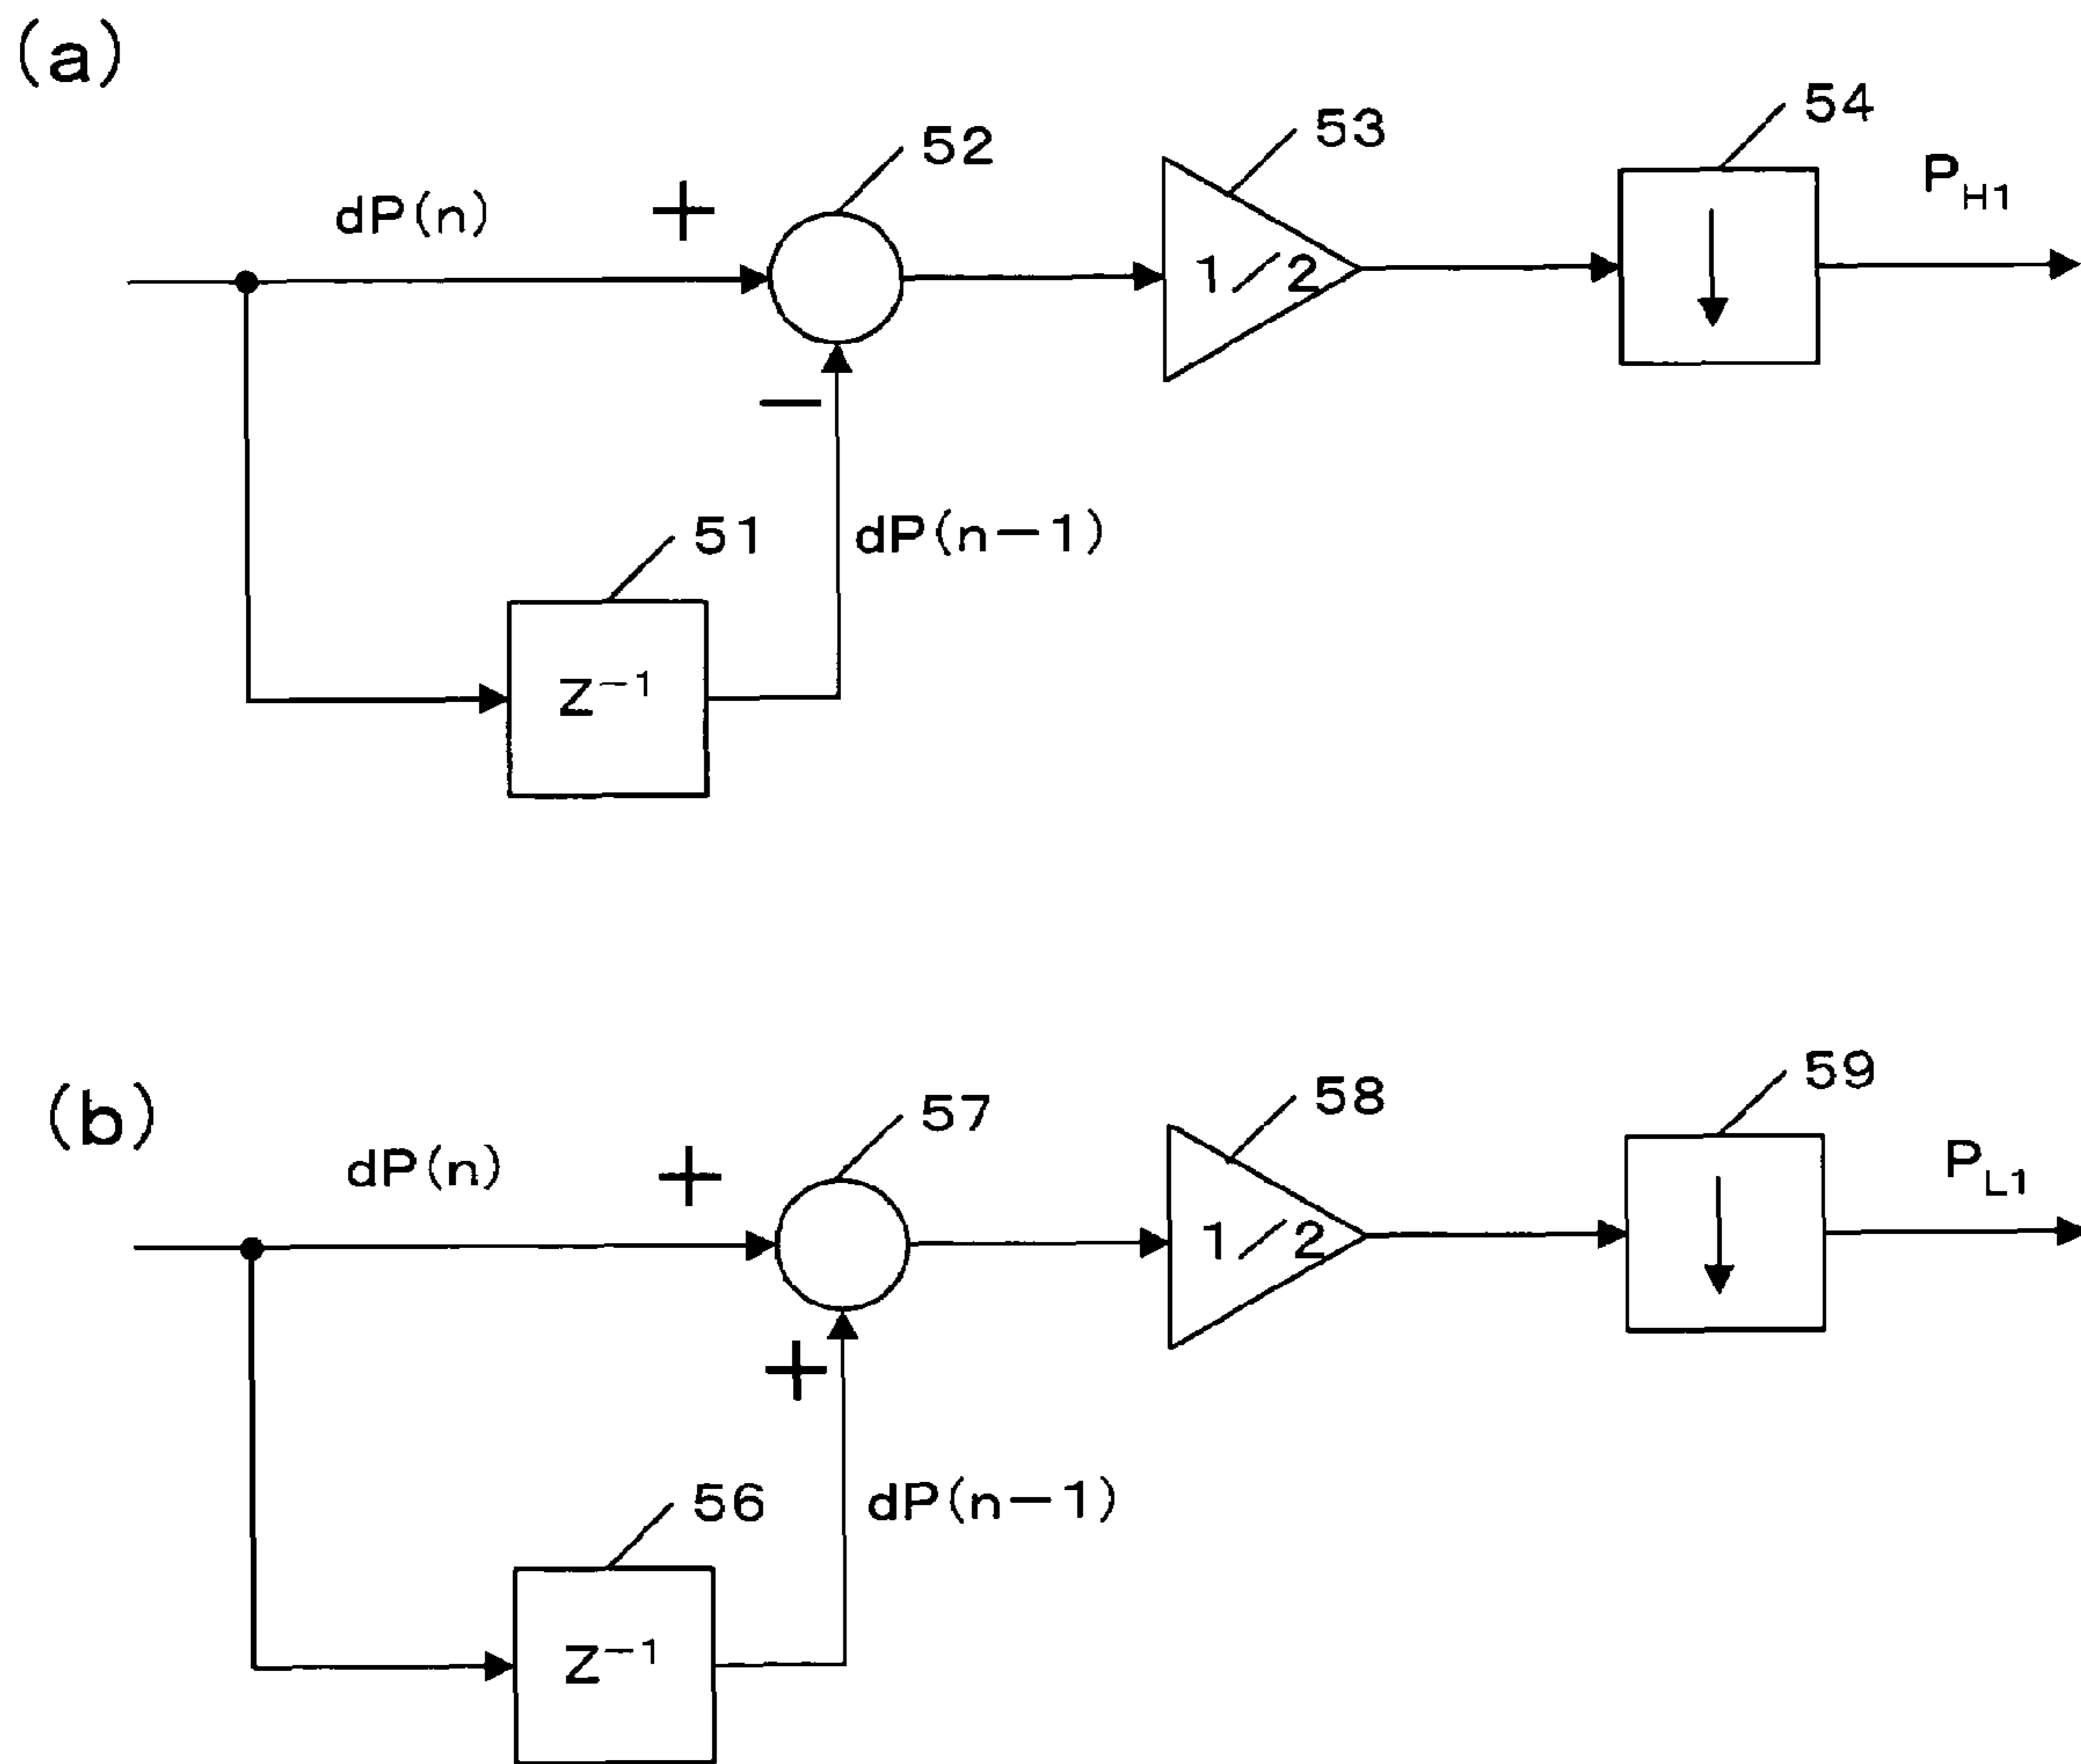 (a)
54
53
52
P_H1
dP(n)
+
1/2
−
51
dP(n−1)
Z⁻¹
(b)
59
58
57
P_L1
dP(n)
+
1/2
+
56
dP(n−1)
Z⁻¹